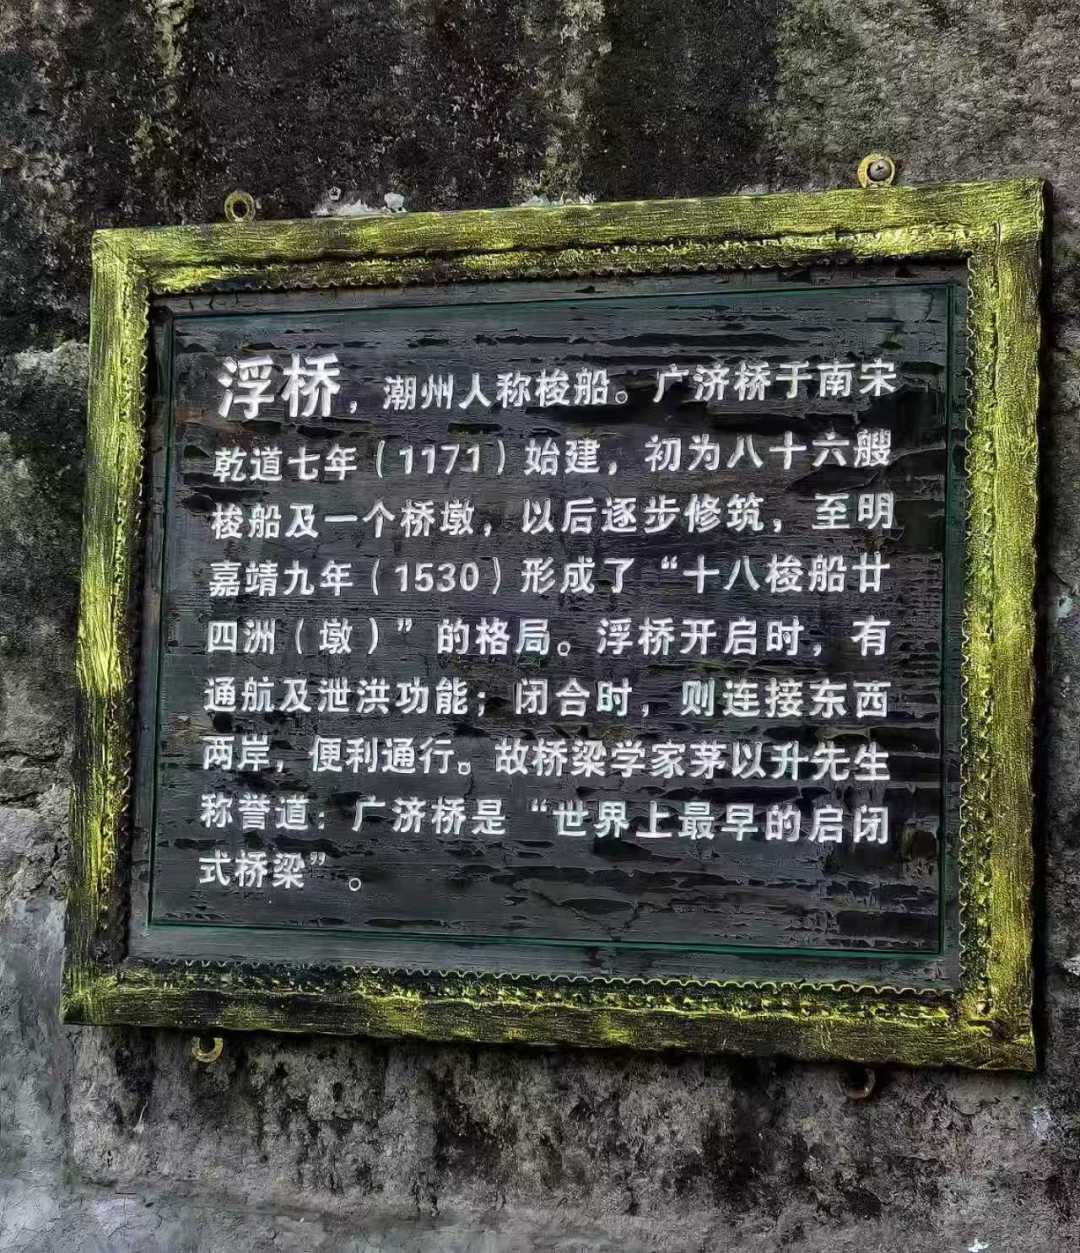 浮桥，潮州人称梭船。广济桥于南宋
乾道七年（1171）始建，初为八十六艘
梭船及一个桥墩，以后逐步修筑，至明
嘉靖九年（1530）形成了“十八梭船廿
四洲（墩）”的格局。浮桥开启时，有
通航及泄洪功能；闭合时，则连接东西
两岸，便利通行。故桥梁学家茅以升先生
称誉道：广济桥是“世界上最早的启闭
式桥梁”。